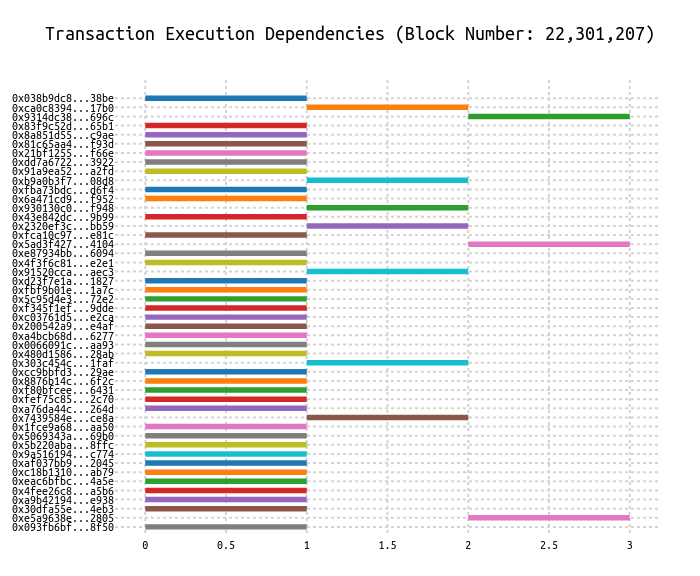 Transaction Execution Dependencies (Block Number: 22,301,207)
0x038b9dc8...38be
0xca0c8394...17b0
0x9314dc38...696c
0x83f9c52d...65b1
0x8a851d55...c9ae
0x81c65aa4...f93d
0x21bf1255...f66e
0xdd7a6722...3922
0x91a9ea52...a2fd
0xb9a0b3f7...08d8
0xfba73bdc...d6f4
0x6a471cd9...f952
0x930130c0...f948
0x43e842dc...9b99
0x2320ef3c...bb59
0xfca10c97...e81c
0x5ad3f427...4104
0xe87934bb...6094
0x4f3f6c81...e2e1
0x91520cca...aec3
0xd23f7e1a...1827
0xfbf9b01e...1a7c
0x5c95d4e3...72e2
0xf345f1ef...9dde
0xc03761d5...e2ca
0x200542a9...e4af
0xa4bcb68d...6277
0x0066091c...aa93
0x480d1586...28ab
0x303c454c...1faf
0xcc9bbfd3...29ae
0x8876b14c...6f2c
0xf80bfcee...6431
0xfef75c85...2c70
0xa76da44c...264d
0x7439584e...ce8a
0x1fce9a68...aa50
0x5069343a...69b0
0x5b220aba...8ffc
0x9a516194...c774
0xaf037bb9...2045
0xc18b1310...ab79
0xeac6bfbc...4a5e
0x4fee26c8...a5b6
0xa9b42194...e938
0x30dfa55e...4eb3
0xe5a9638e...2805
0x093fb6bf...8f50
0 0.5 1 1.5 2 2.5 3